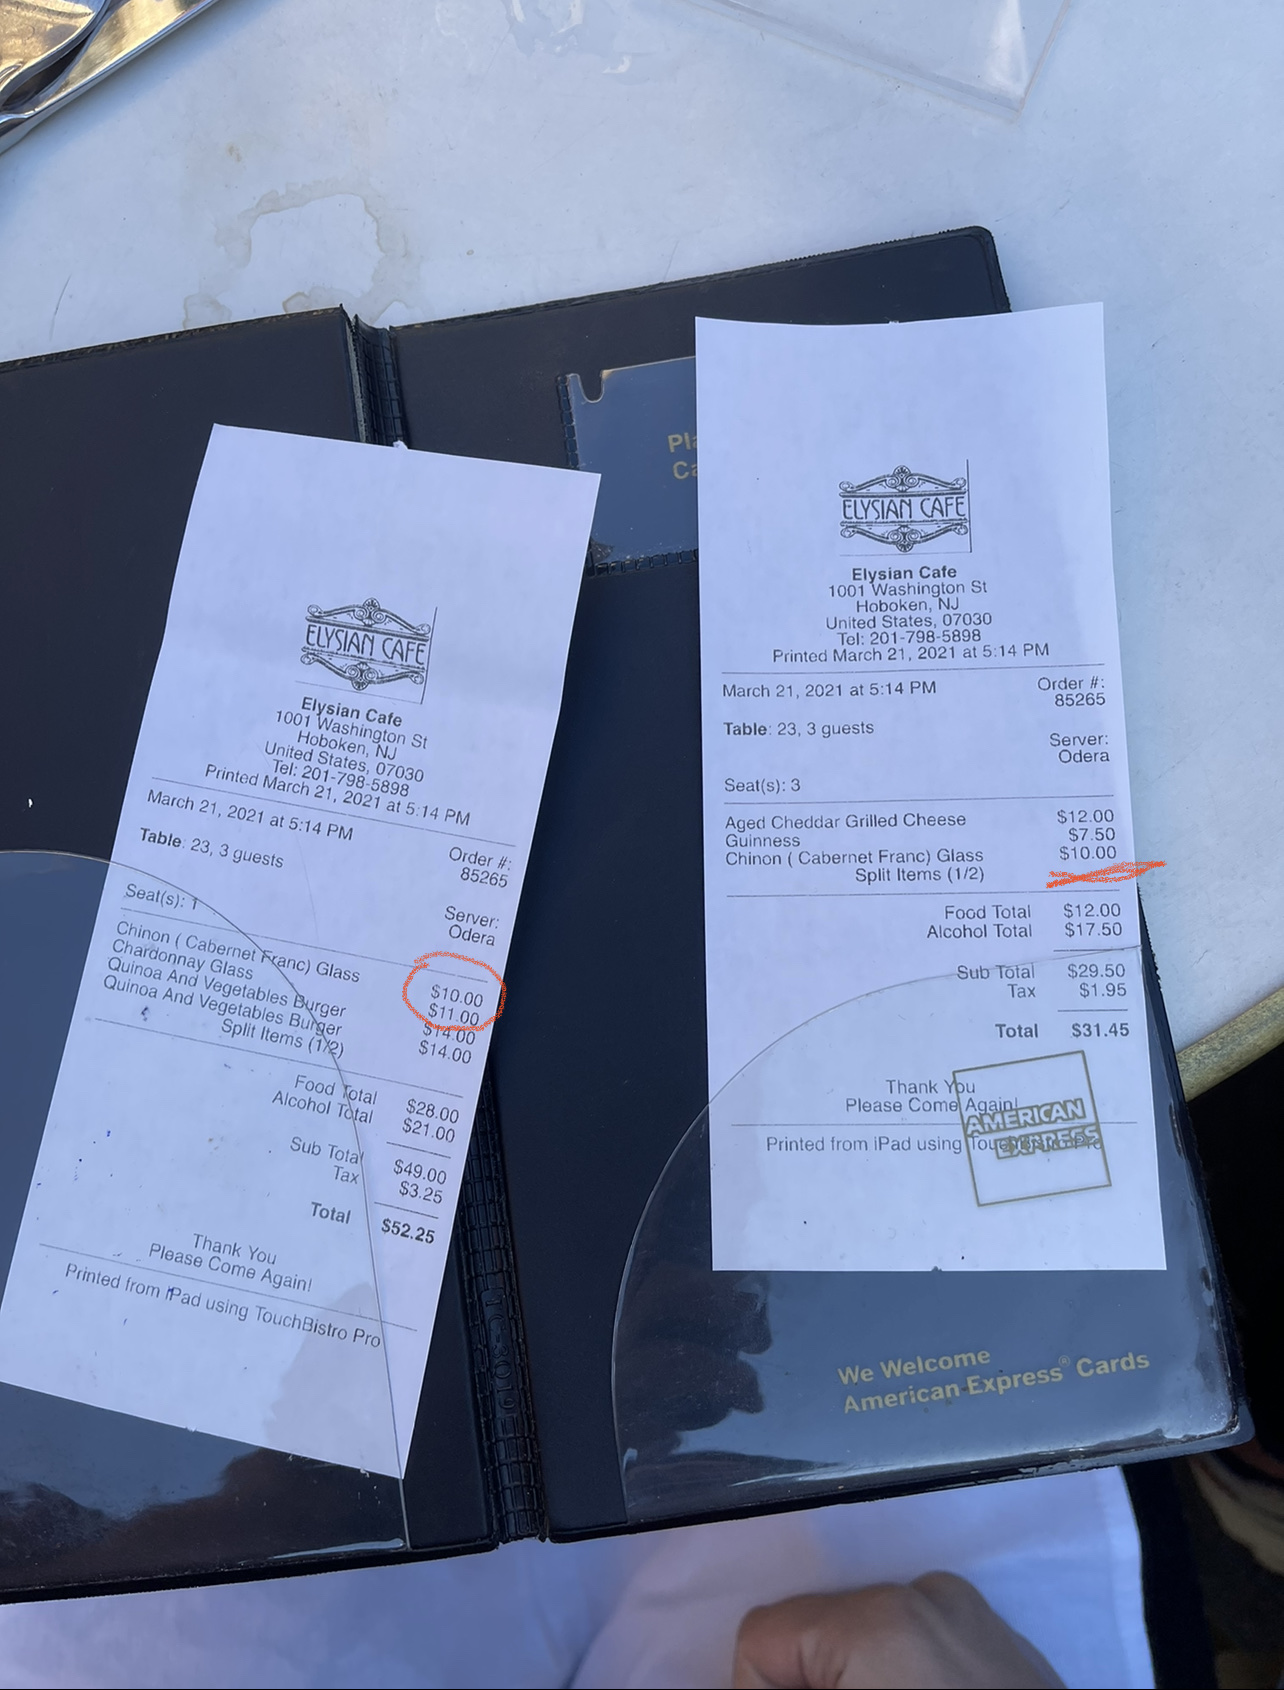 ELYSIAN CAFE
Elysian Cafe
1001 Washington St
Hoboken, NJ
United States, 07030
Tel: 201-798-5898
Printed March 21, 2021 at 5:14 PM
March 21, 2021 at 5:14 PM
Order #:
85265
Table: 23, 3 guests
Server:
Odera
Seat(s): 1
Chinon ( Cabernet Franc) Glass $10.00
Chardonnay Glass $11.00
Quinoa And Vegetables Burger $14.00
Quinoa And Vegetables Burger $14.00
Split Items (1/2)
Food Total $28.00
Alcohol Total $21.00
Sub Total $49.00
Tax $3.25
Total $52.25
Thank You
Please Come Again!
Printed from iPad using TouchBistro Pro
Pla
Ca
ELYSIAN CAFE
Elysian Cafe
1001 Washington St
Hoboken, NJ
United States, 07030
Tel: 201-798-5898
Printed March 21, 2021 at 5:14 PM
March 21, 2021 at 5:14 PM
Order #:
85265
Table: 23, 3 guests
Server:
Odera
Seat(s): 3
Aged Cheddar Grilled Cheese $12.00
Guinness $7.50
Chinon ( Cabernet Franc) Glass $10.00
Split Items (1/2)
Food Total $12.00
Alcohol Total $17.50
Sub Total $29.50
Tax $1.95
Total $31.45
Thank You
Please Come Again!
Printed from iPad using TouchBistro Pro
AMERICAN
EXPRESS
We Welcome
American Express® Cards